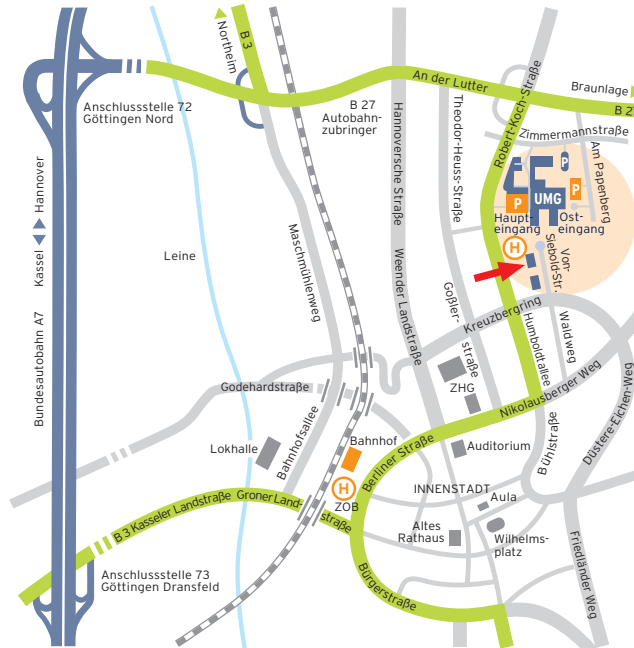 Northeim
B 3
Anschlussstelle 72
Göttingen Nord
B 27
Autobahn-
zubringer
An der Lutter
Braunlage
B 2
Robert-Koch-Straße
Zimmermannstraße
Am Papenberg
P
P
P
UMG
Haupt-
eingang
Ost-
eingang
H
Von-
Siebold-Str.
Hannoversche Straße
Theodor-Heuss-Straße
Kassel
Hannover
Bundesautobahn A7
Leine
Maschmühlenweg
Weender Landstraße
Goßler-
straße
Kreuzbergring
Humboldtallee
Waldweg
Godehardstraße
ZHG
Nikolausberger Weg
Düstere-Eichen-Weg
Lokhalle
Bahnhofsallee
Bahnhof
H
ZOB
Berliner Straße
Auditorium
Bühlstraße
INNENSTADT
Aula
B 3 Kasseler Landstraße
Groner Land-
straße
Altes
Rathaus
Wilhelms-
platz
Friedländer Weg
Anschlussstelle 73
Göttingen Dransfeld
Bürgerstraße